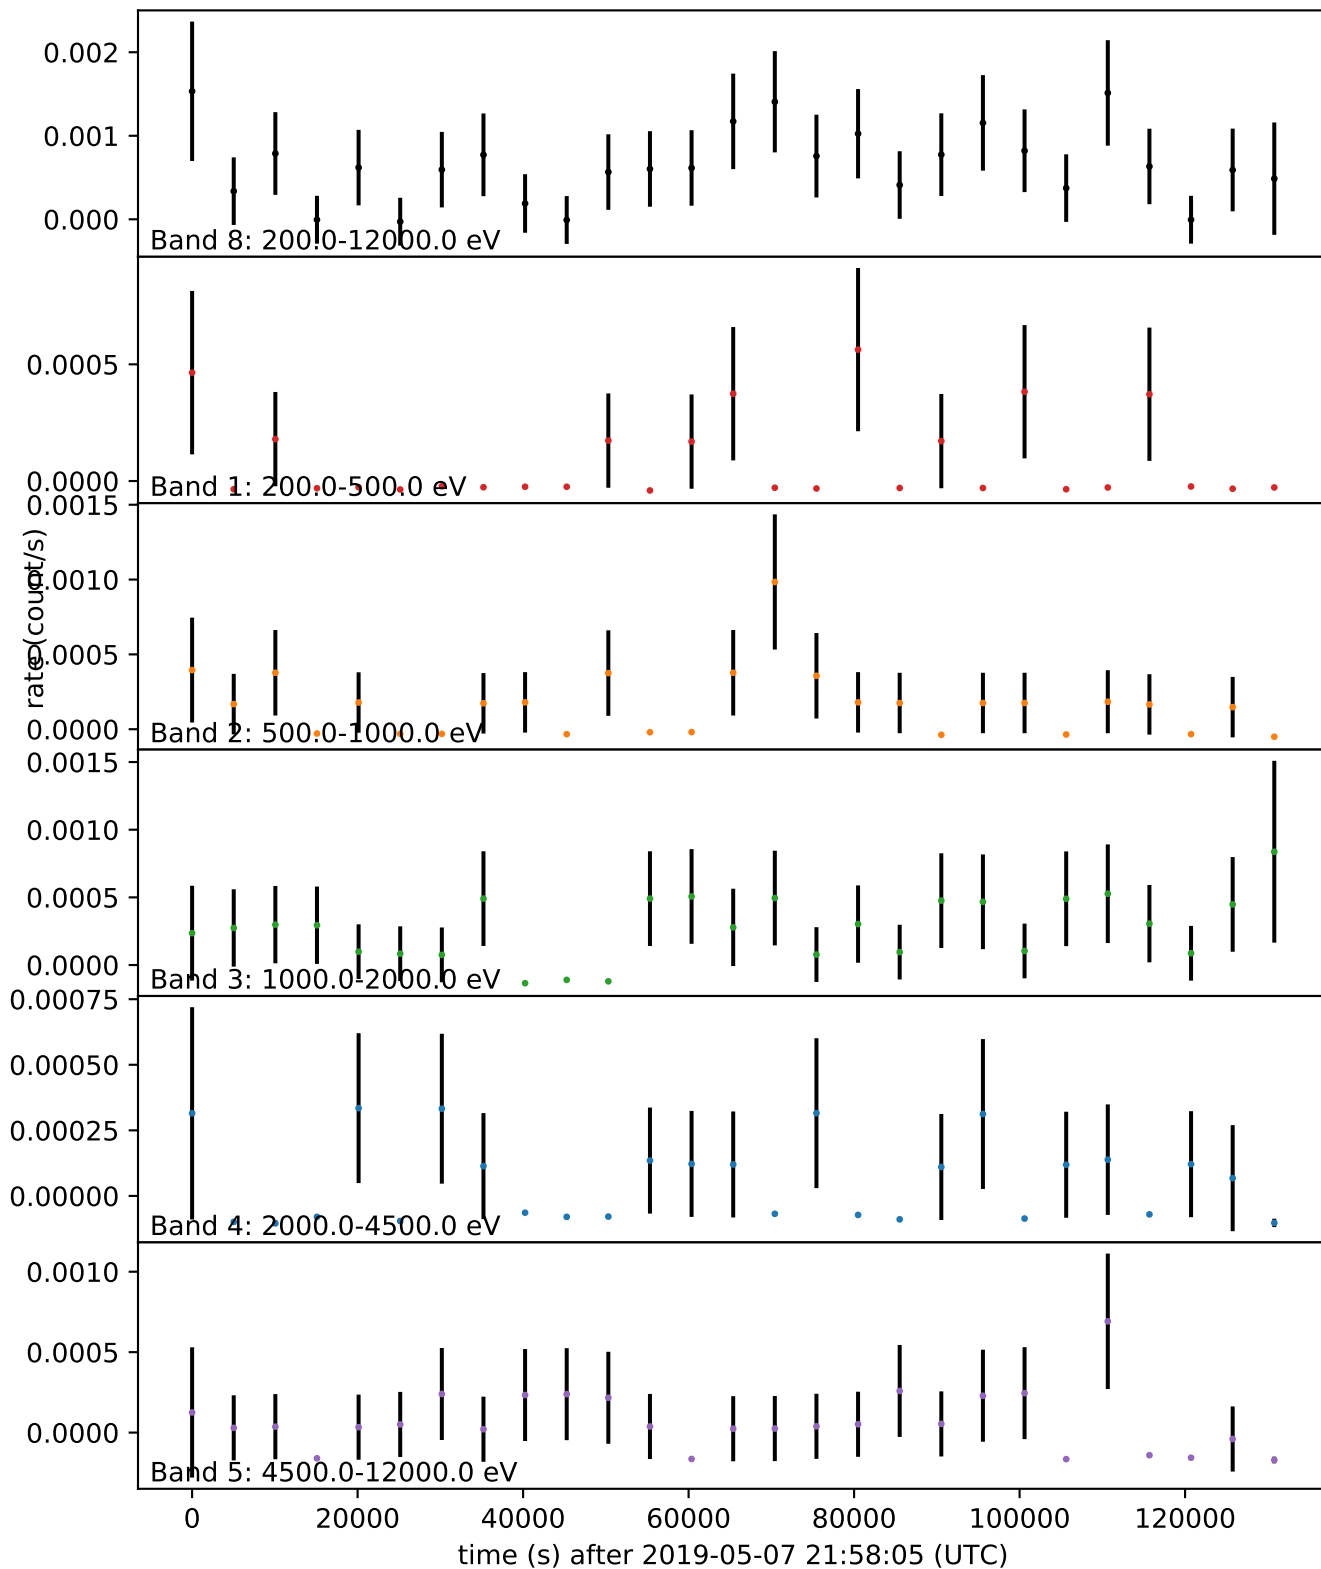 0.002
0.001
0.000
Band 8: 200.0-12000.0 eV
0.0005
0.0000
Band 1: 200.0-500.0 eV
rate (count/s)
0.0015
0.0010
0.0005
0.0000
Band 2: 500.0-1000.0 eV
0.0015
0.0010
0.0005
0.0000
Band 3: 1000.0-2000.0 eV
0.00075
0.00050
0.00025
0.00000
Band 4: 2000.0-4500.0 eV
0.0010
0.0005
0.0000
Band 5: 4500.0-12000.0 eV
0 20000 40000 60000 80000 100000 120000
time (s) after 2019-05-07 21:58:05 (UTC)